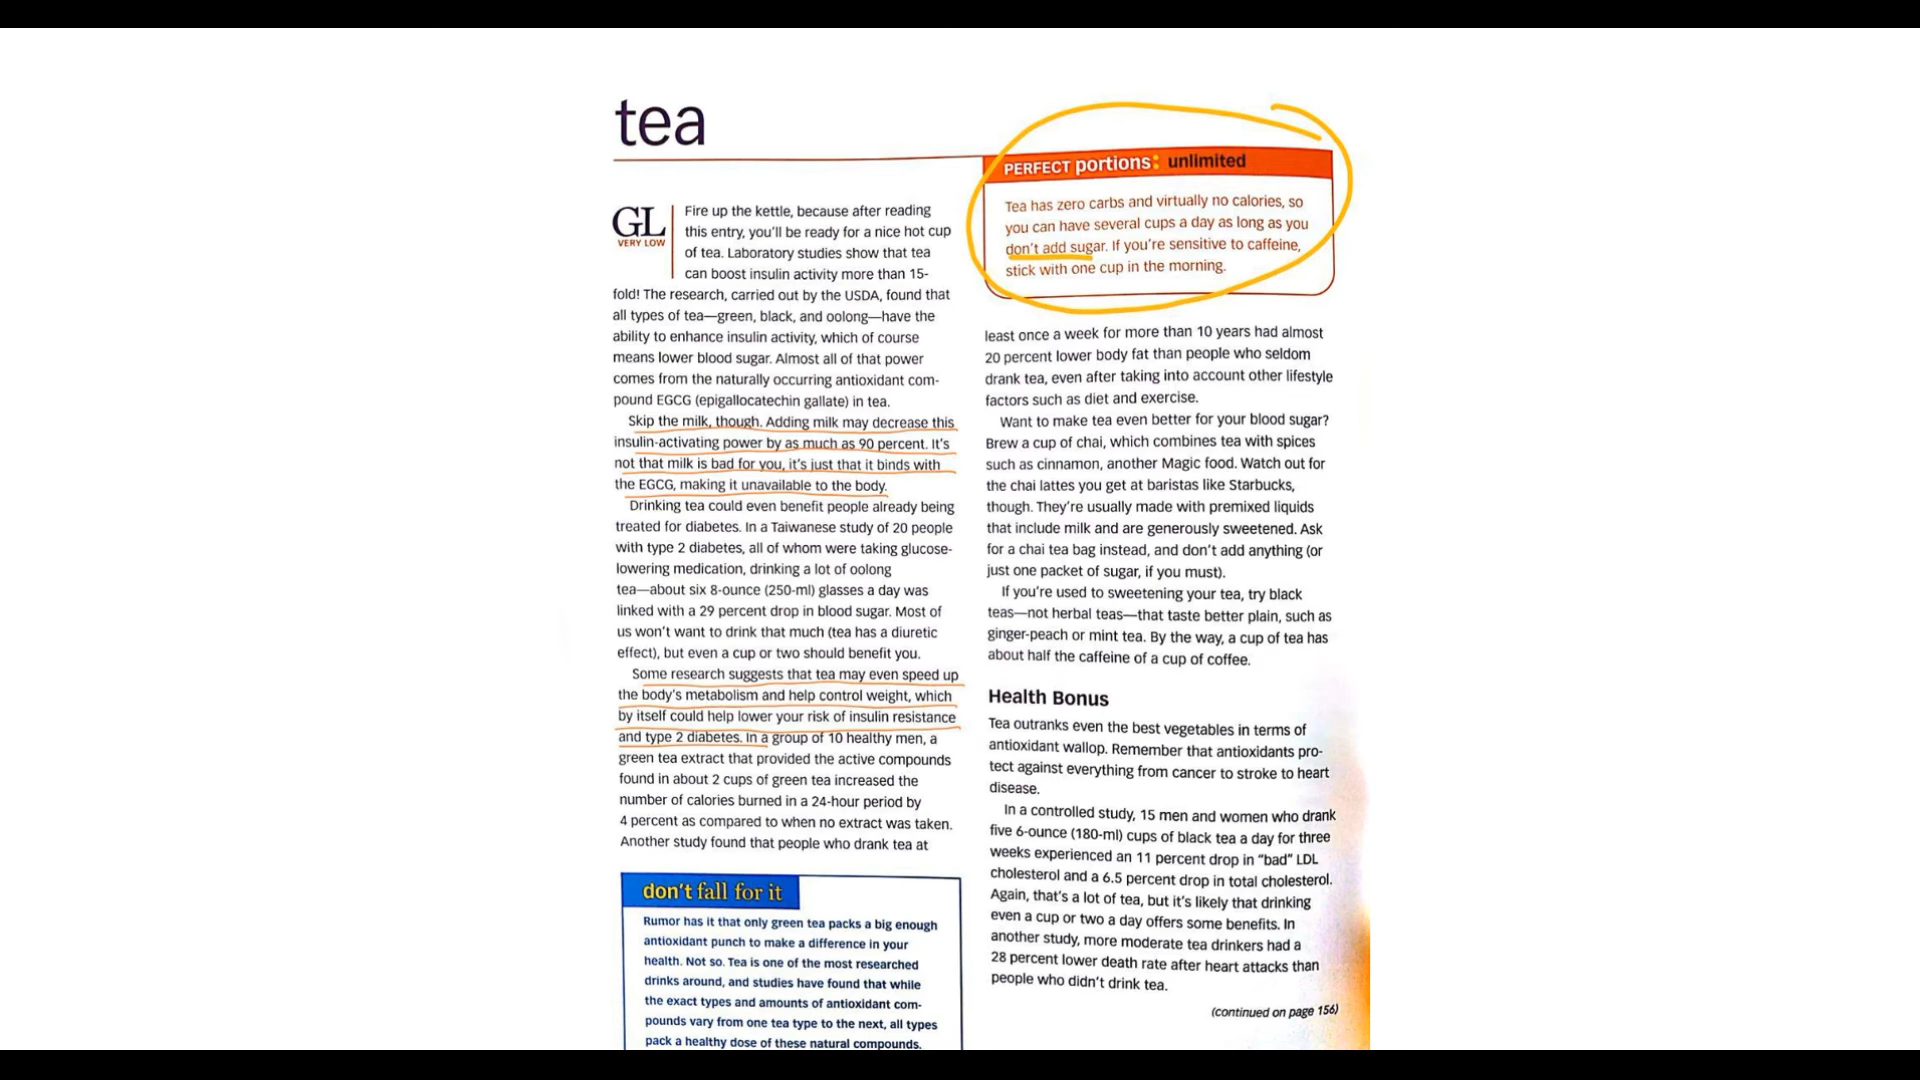 tea
PERFECT portions: unlimited
Tea has zero carbs and virtually no calories, so
you can have several cups a day as long as you
don't add sugar. If you're sensitive to caffeine,
stick with one cup in the morning.
GL
VERY LOW
Fire up the kettle, because after reading
this entry, you'll be ready for a nice hot cup
of tea. Laboratory studies show that tea
can boost insulin activity more than 15-
fold! The research, carried out by the USDA, found that
all types of tea—green, black, and oolong—have the
ability to enhance insulin activity, which of course
means lower blood sugar. Almost all of that power
comes from the naturally occurring antioxidant com-
pound EGCG (epigallocatechin gallate) in tea.
Skip the milk, though. Adding milk may decrease this
insulin-activating power by as much as 90 percent. It's
not that milk is bad for you, it's just that it binds with
the EGCG, making it unavailable to the body.
Drinking tea could even benefit people already being
treated for diabetes. In a Taiwanese study of 20 people
with type 2 diabetes, all of whom were taking glucose-
lowering medication, drinking a lot of oolong
tea—about six 8-ounce (250-ml) glasses a day was
linked with a 29 percent drop in blood sugar. Most of
us won't want to drink that much (tea has a diuretic
effect), but even a cup or two should benefit you.
Some research suggests that tea may even speed up
the body's metabolism and help control weight, which
by itself could help lower your risk of insulin resistance
and type 2 diabetes. In a group of 10 healthy men, a
green tea extract that provided the active compounds
found in about 2 cups of green tea increased the
number of calories burned in a 24-hour period by
4 percent as compared to when no extract was taken.
Another study found that people who drank tea at
don't fall for it
Rumor has it that only green tea packs a big enough
antioxidant punch to make a difference in your
health. Not so. Tea is one of the most researched
drinks around, and studies have found that while
the exact types and amounts of antioxidant com-
pounds vary from one tea type to the next, all types
pack a healthy dose of these natural compounds.
least once a week for more than 10 years had almost
20 percent lower body fat than people who seldom
drank tea, even after taking into account other lifestyle
factors such as diet and exercise.
Want to make tea even better for your blood sugar?
Brew a cup of chai, which combines tea with spices
such as cinnamon, another Magic food. Watch out for
the chai lattes you get at baristas like Starbucks,
though. They're usually made with premixed liquids
that include milk and are generously sweetened. Ask
for a chai tea bag instead, and don't add anything (or
just one packet of sugar, if you must).
If you're used to sweetening your tea, try black
teas—not herbal teas—that taste better plain, such as
ginger-peach or mint tea. By the way, a cup of tea has
about half the caffeine of a cup of coffee.
Health Bonus
Tea outranks even the best vegetables in terms of
antioxidant wallop. Remember that antioxidants pro-
tect against everything from cancer to stroke to heart
disease.
In a controlled study, 15 men and women who drank
five 6-ounce (180-ml) cups of black tea a day for three
weeks experienced an 11 percent drop in "bad" LDL
cholesterol and a 6.5 percent drop in total cholesterol.
Again, that's a lot of tea, but it's likely that drinking
even a cup or two a day offers some benefits. In
another study, more moderate tea drinkers had a
28 percent lower death rate after heart attacks than
people who didn't drink tea.
(continued on page 156)